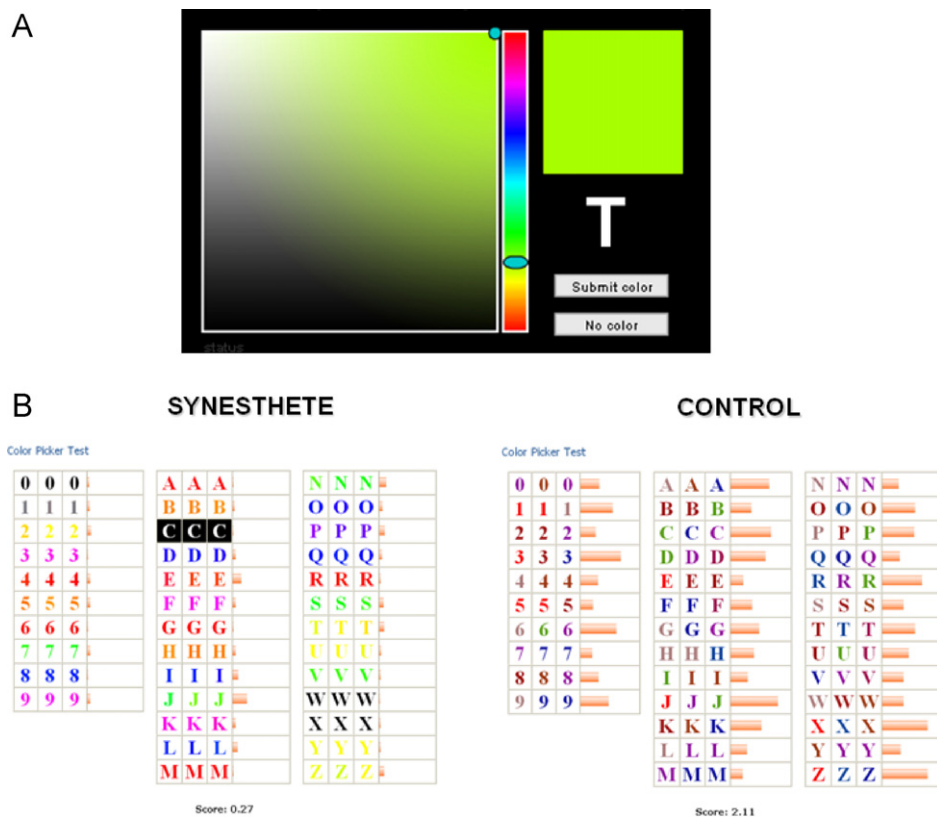 A
T
Submit color
No color
status
B
SYNESTHETE
CONTROL
Color Picker Test
0 0 0
1 1 1
2 2 2
3 3 3
4 4 4
5 5 5
6 6 6
7 7 7
8 8 8
9 9 9
A A A
B B B
C C C
D D D
E E E
F F F
G G G
H H H
I I I
J J J
K K K
L L L
M M M
N N N
O O O
P P P
Q Q Q
R R R
S S S
T T T
U U U
V V V
W W W
X X X
Y Y Y
Z Z Z
Score: 0.27
Color Picker Test
0 0 0
1 1 1
2 2 2
3 3 3
4 4 4
5 5 5
6 6 6
7 7 7
8 8 8
9 9 9
A A A
B B B
C C C
D D D
E E E
F F F
G G G
H H H
I I I
J J J
K K K
L L L
M M M
N N N
O O O
P P P
Q Q Q
R R R
S S S
T T T
U U U
V V V
W W W
X X X
Y Y Y
Z Z Z
Score: 2.11